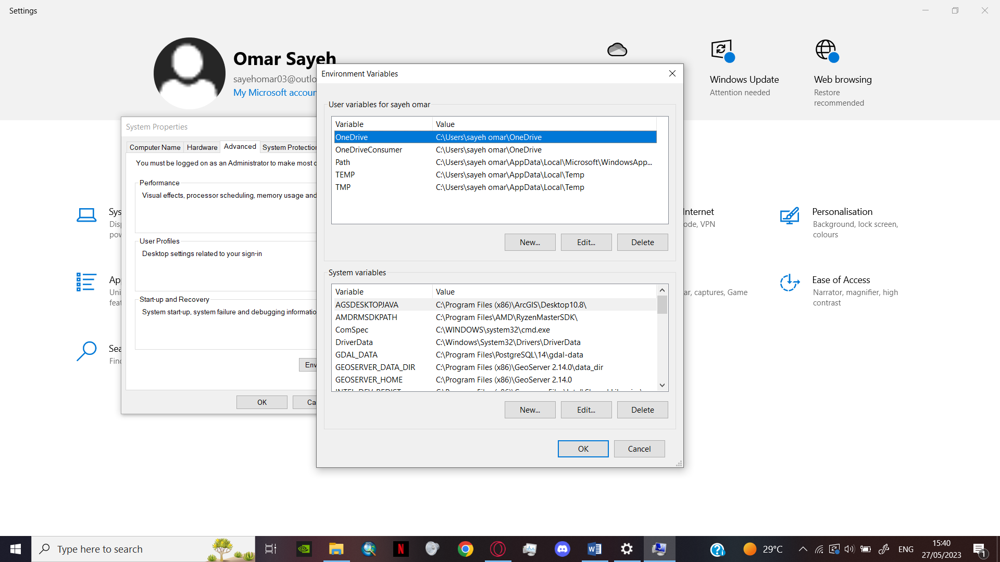 Settings
Omar Sayeh
sayehomar03@outlo
My Microsoft accoun
Windows Update
Attention needed
Web browsing
Restore
recommended
System Properties
Computer Name
Hardware
Advanced
System Protection
You must be logged on as an Administrator to make most o
Performance
Visual effects, processor scheduling, memory usage and
User Profiles
Desktop settings related to your sign-in
Start-up and Recovery
System start-up, system failure and debugging informatio
Env
OK
Ca
Sys
Dis
pow
Ap
Uni
feat
Sea
Find
Environment Variables
User variables for sayeh omar
Variable Value
OneDrive C:\Users\sayeh omar\OneDrive
OneDriveConsumer C:\Users\sayeh omar\OneDrive
Path C:\Users\sayeh omar\AppData\Local\Microsoft\WindowsApp...
TEMP C:\Users\sayeh omar\AppData\Local\Temp
TMP C:\Users\sayeh omar\AppData\Local\Temp
New... Edit... Delete
System variables
Variable Value
AGSDESKTOPJAVA C:\Program Files (x86)\ArcGIS\Desktop10.8\
AMDRMSDKPATH C:\Program Files\AMD\RyzenMasterSDK\
ComSpec C:\WINDOWS\system32\cmd.exe
DriverData C:\Windows\System32\Drivers\DriverData
GDAL_DATA C:\Program Files\PostgreSQL\14\gdal-data
GEOSERVER_DATA_DIR C:\Program Files (x86)\GeoServer 2.14.0\data_dir
GEOSERVER_HOME C:\Program Files (x86)\GeoServer 2.14.0
New... Edit... Delete
OK Cancel
Internet
ode, VPN
Personalisation
Background, lock screen,
colours
ar, captures, Game
Ease of Access
Narrator, magnifier, high
contrast
Type here to search
29°C
ENG
15:40
27/05/2023
1